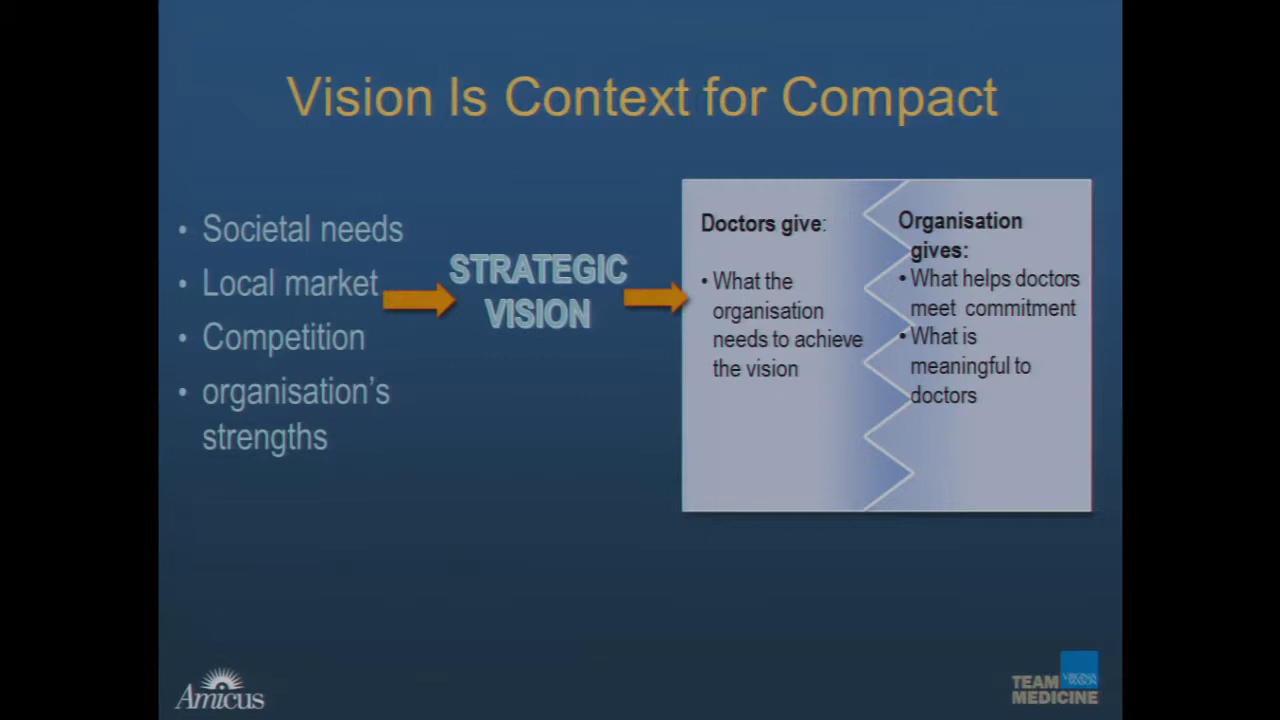 Vision Is Context for Compact
• Societal needs
• Local market
• Competition
• organisation's
strengths
STRATEGIC
VISION
Doctors give:
• What the
organisation
needs to achieve
the vision
Organisation
gives:
• What helps doctors
meet commitment
• What is
meaningful to
doctors
Amicus
TEAM
MEDICINE